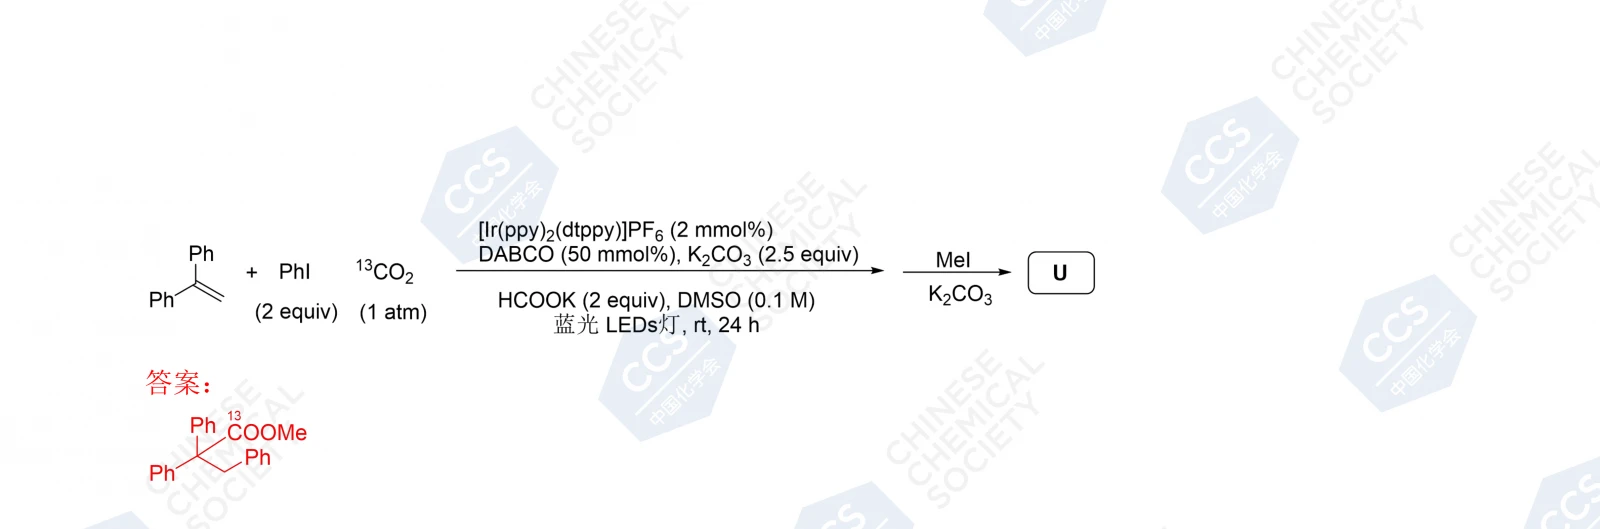 CHINESE
CHEMICAL
SOCIETY
CCS
中国化学会
[Ir(ppy)₂(dtppy)]PF₆ (2 mmol%)
DABCO (50 mmol%), K₂CO₃ (2.5 equiv)
Ph
Ph
+ PhI ¹³CO₂
(2 equiv) (1 atm)
HCOOK (2 equiv), DMSO (0.1 M)
蓝光 LEDs灯, rt, 24 h
MeI
K₂CO₃
U
答案：
Ph ¹³COOMe
Ph
Ph